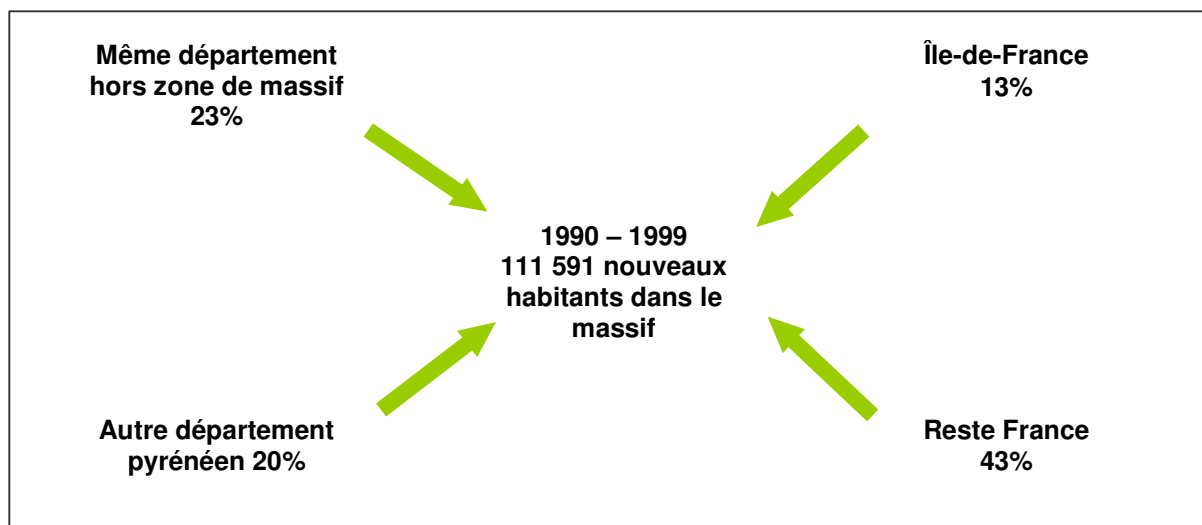 Même département
hors zone de massif
23%
Île-de-France
13%
1990 – 1999
111 591 nouveaux
habitants dans le
massif
Autre département
pyrénéen 20%
Reste France
43%